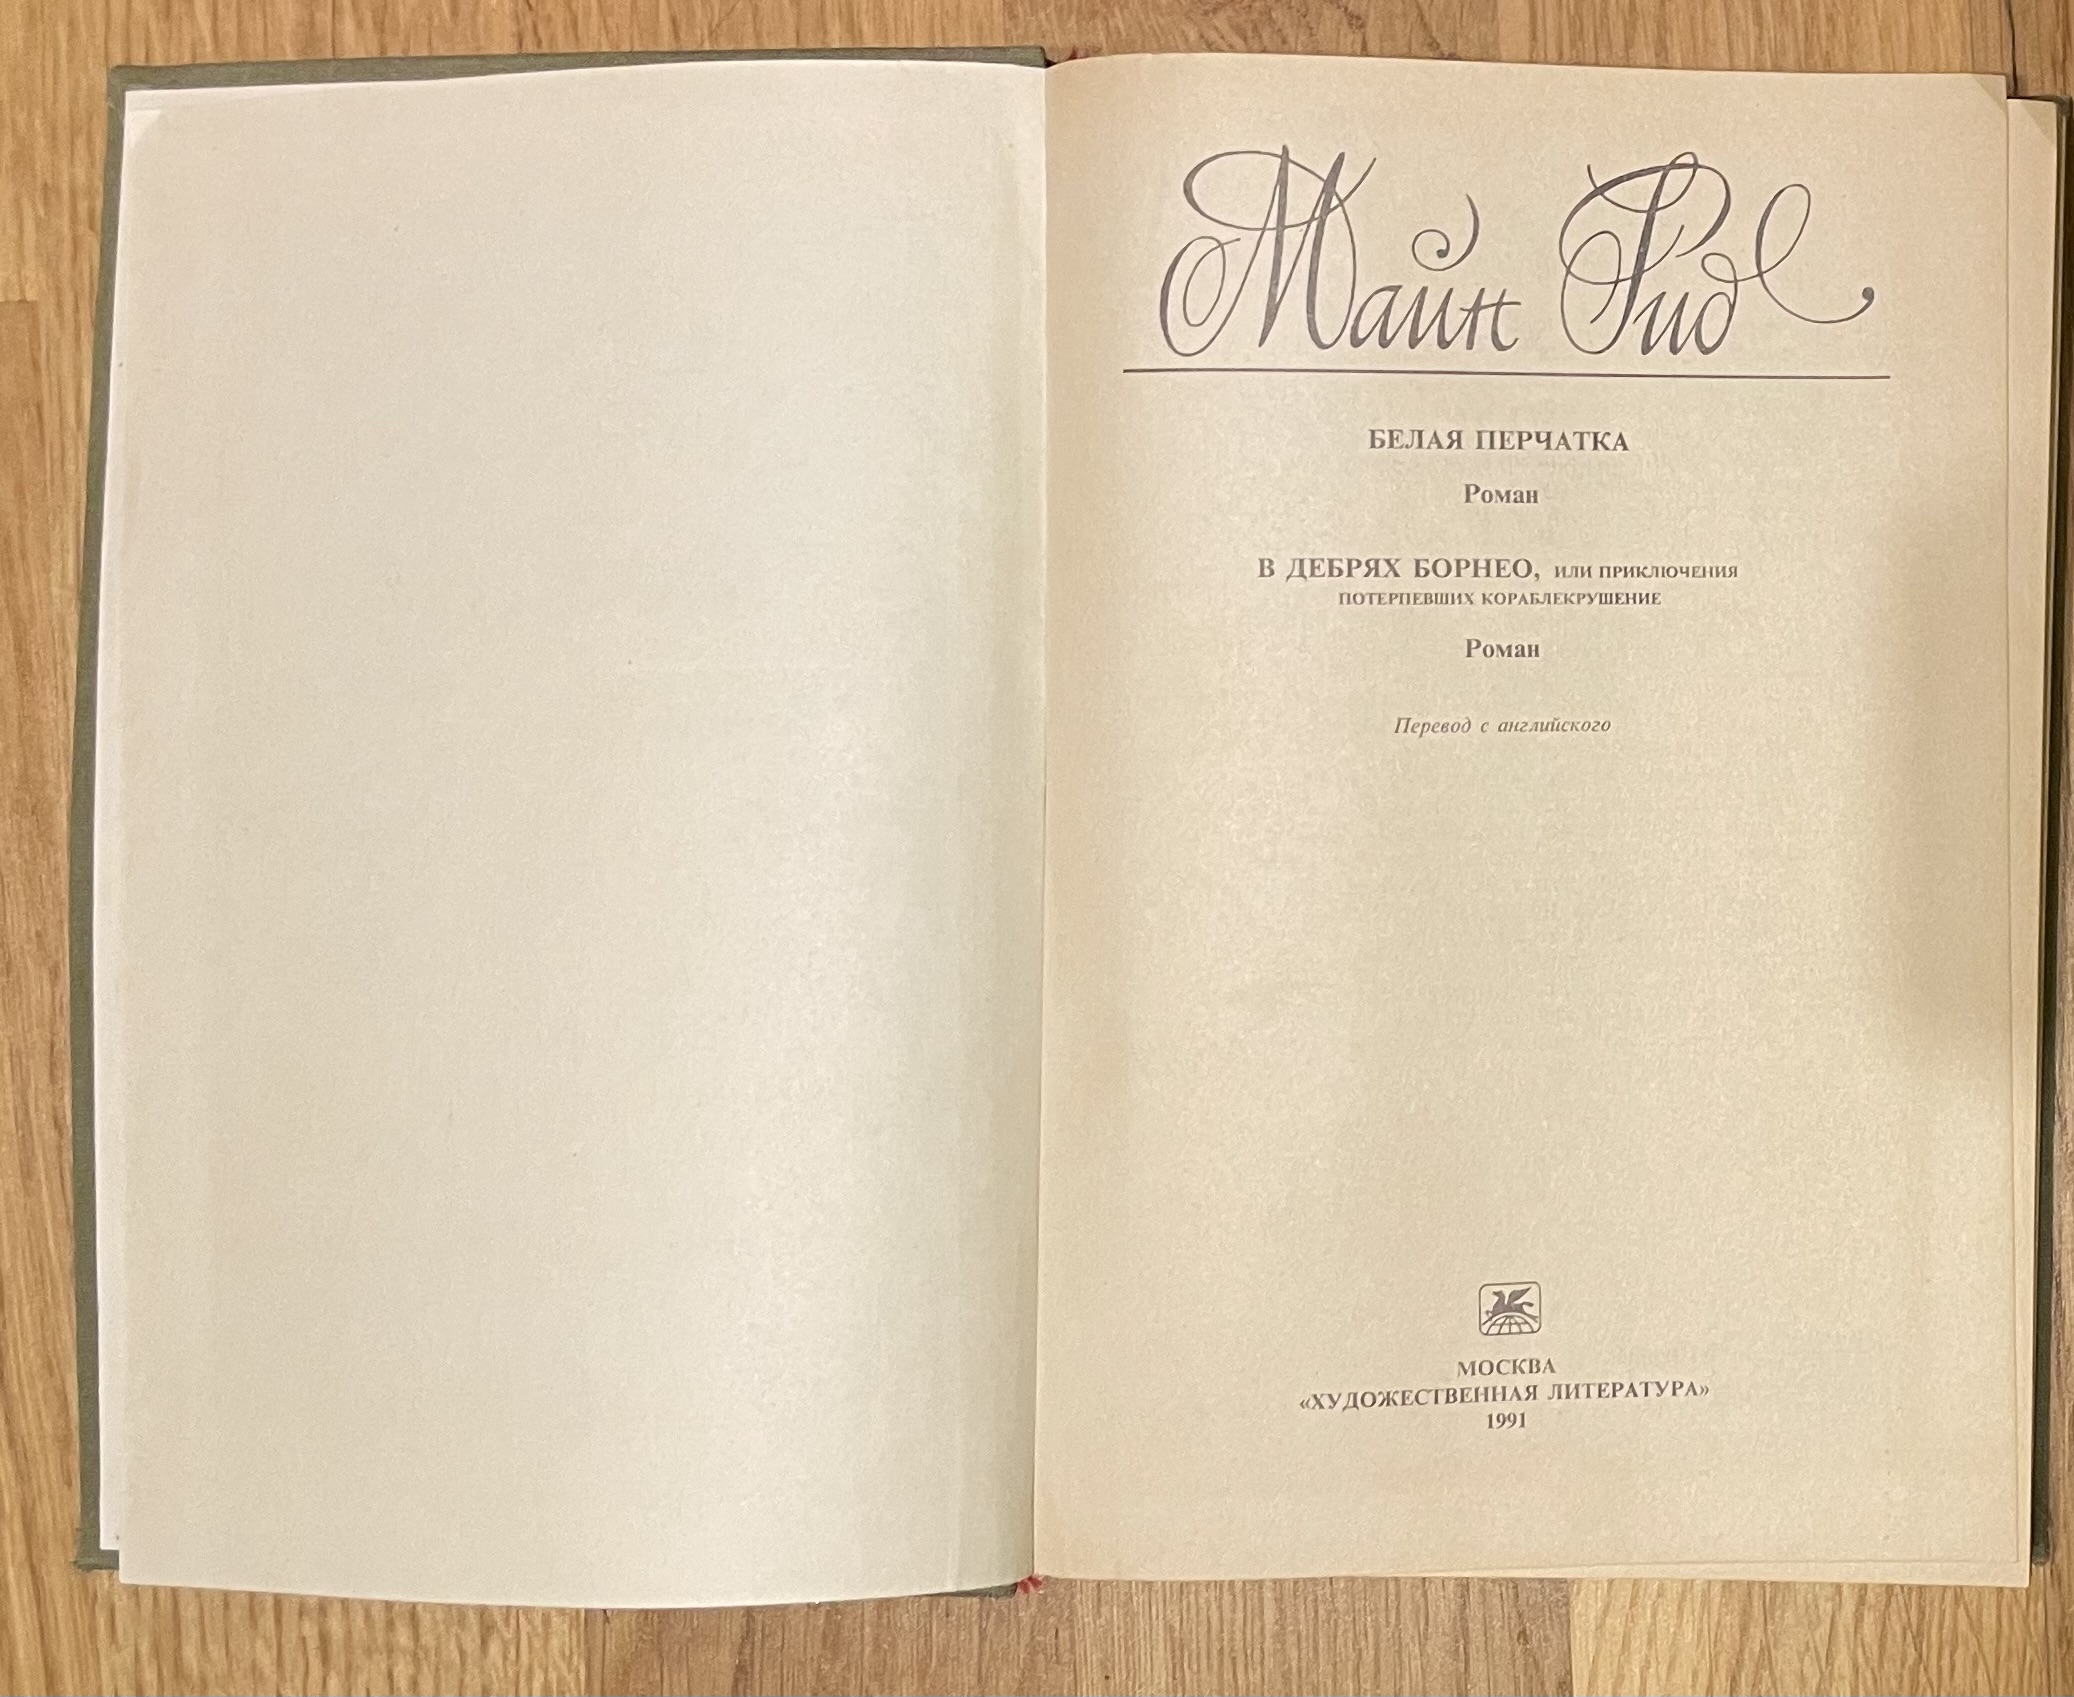 Майн Рид
БЕЛАЯ ПЕРЧАТКА
Роман
В ДЕБРЯХ БОРНЕО, ИЛИ ПРИКЛЮЧЕНИЯ
ПОТЕРПЕВШИХ КОРАБЛЕКРУШЕНИЕ
Роман
Перевод с английского
МОСКВА
«ХУДОЖЕСТВЕННАЯ ЛИТЕРАТУРА»
1991